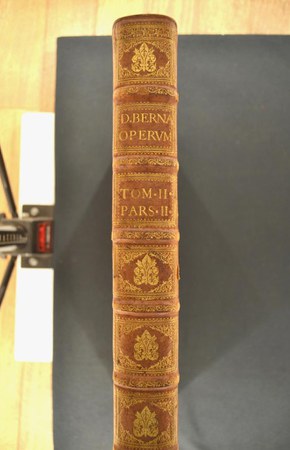 D.BERNA
OPERVM
TOM·II·
PARS·II·